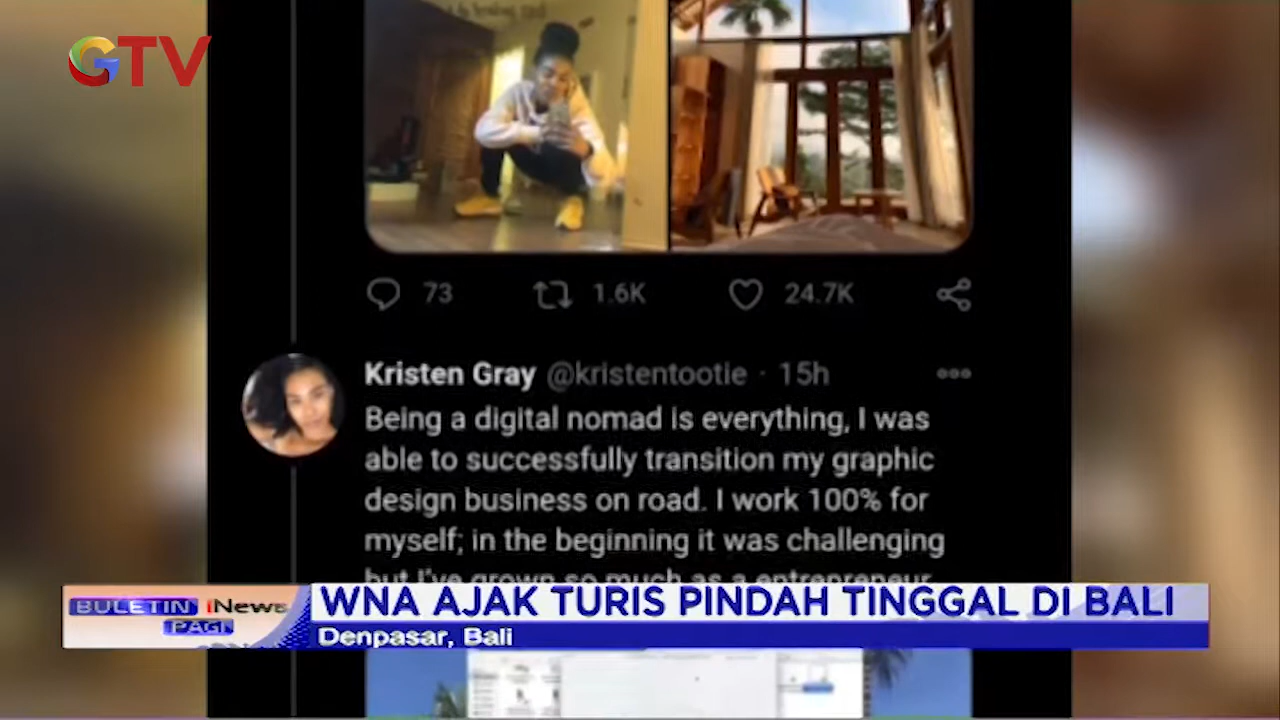 GTV
73 1.6K 24.7K
Kristen Gray @kristentootie · 15h
Being a digital nomad is everything, I was
able to successfully transition my graphic
design business on road. I work 100% for
myself; in the beginning it was challenging
but I've grown so much as a entrepreneur
BULETIN iNews
PAGI
WNA AJAK TURIS PINDAH TINGGAL DI BALI
Denpasar, Bali